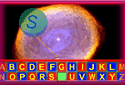 S
A B C D E F G H I J K L M
N O P Q R S U V W X Y Z